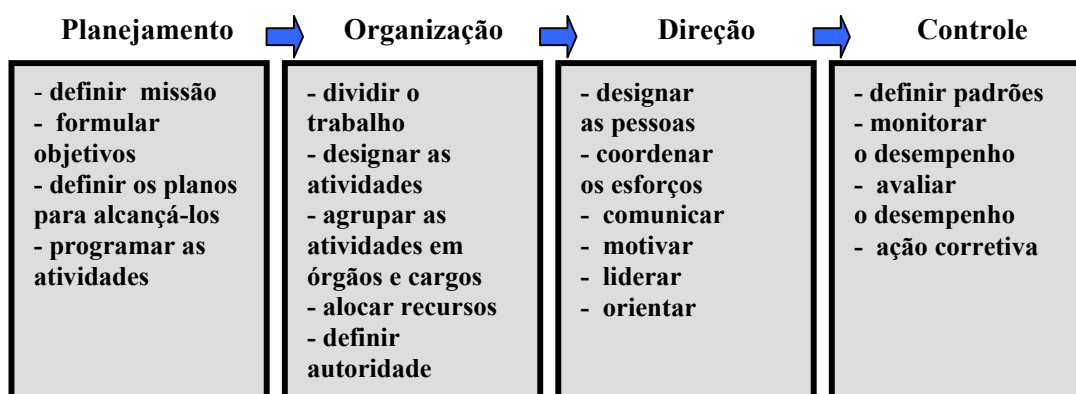 Planejamento
Organização
Direção
Controle
- definir missão
- formular
objetivos
- definir os planos
para alcançá-los
- programar as
atividades
- dividir o
trabalho
- designar as
atividades
- agrupar as
atividades em
órgãos e cargos
- alocar recursos
- definir
autoridade
- designar
as pessoas
- coordenar
os esforços
- comunicar
- motivar
- liderar
- orientar
- definir padrões
- monitorar
o desempenho
- avaliar
o desempenho
- ação corretiva